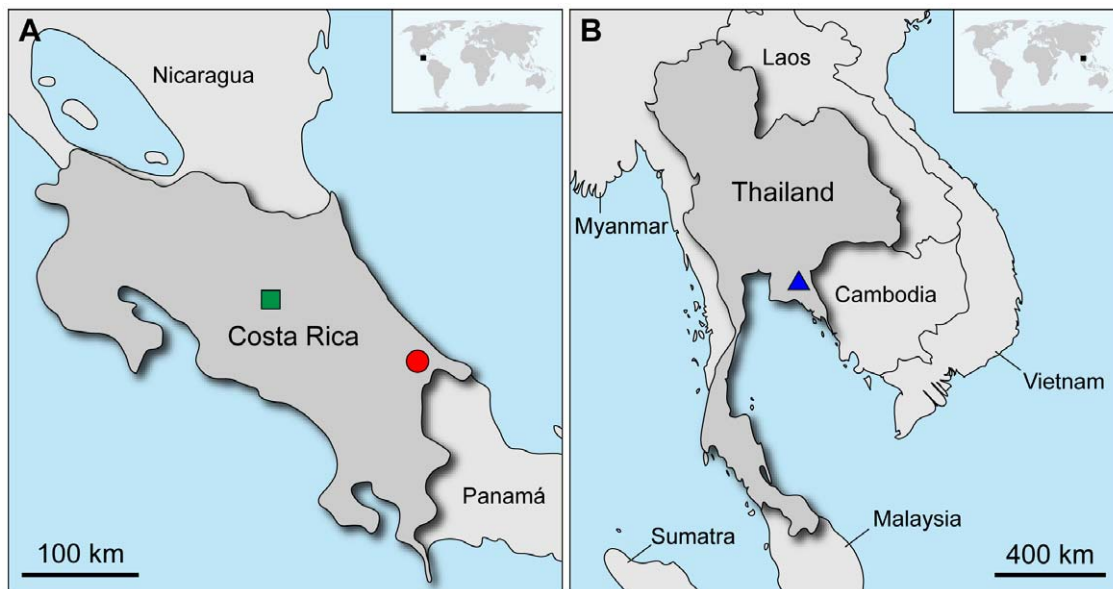 A
Nicaragua
Costa Rica
Panamá
100 km
B
Laos
Thailand
Myanmar
Cambodia
Vietnam
Malaysia
Sumatra
400 km